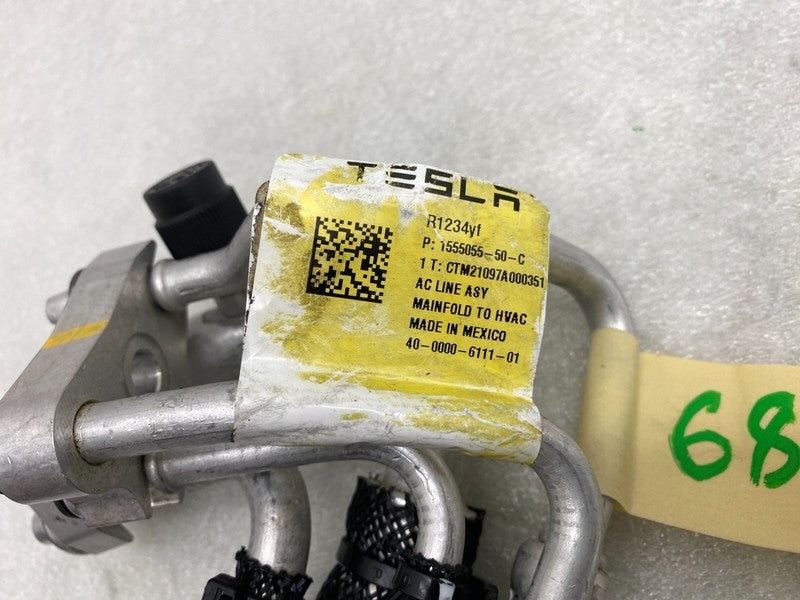 TESLA
R1234yf
P: 1555055-50-C
1 T: CTM21097A000351
AC LINE ASY
MAINFOLD TO HVAC
MADE IN MEXICO
40-0000-6111-01
68